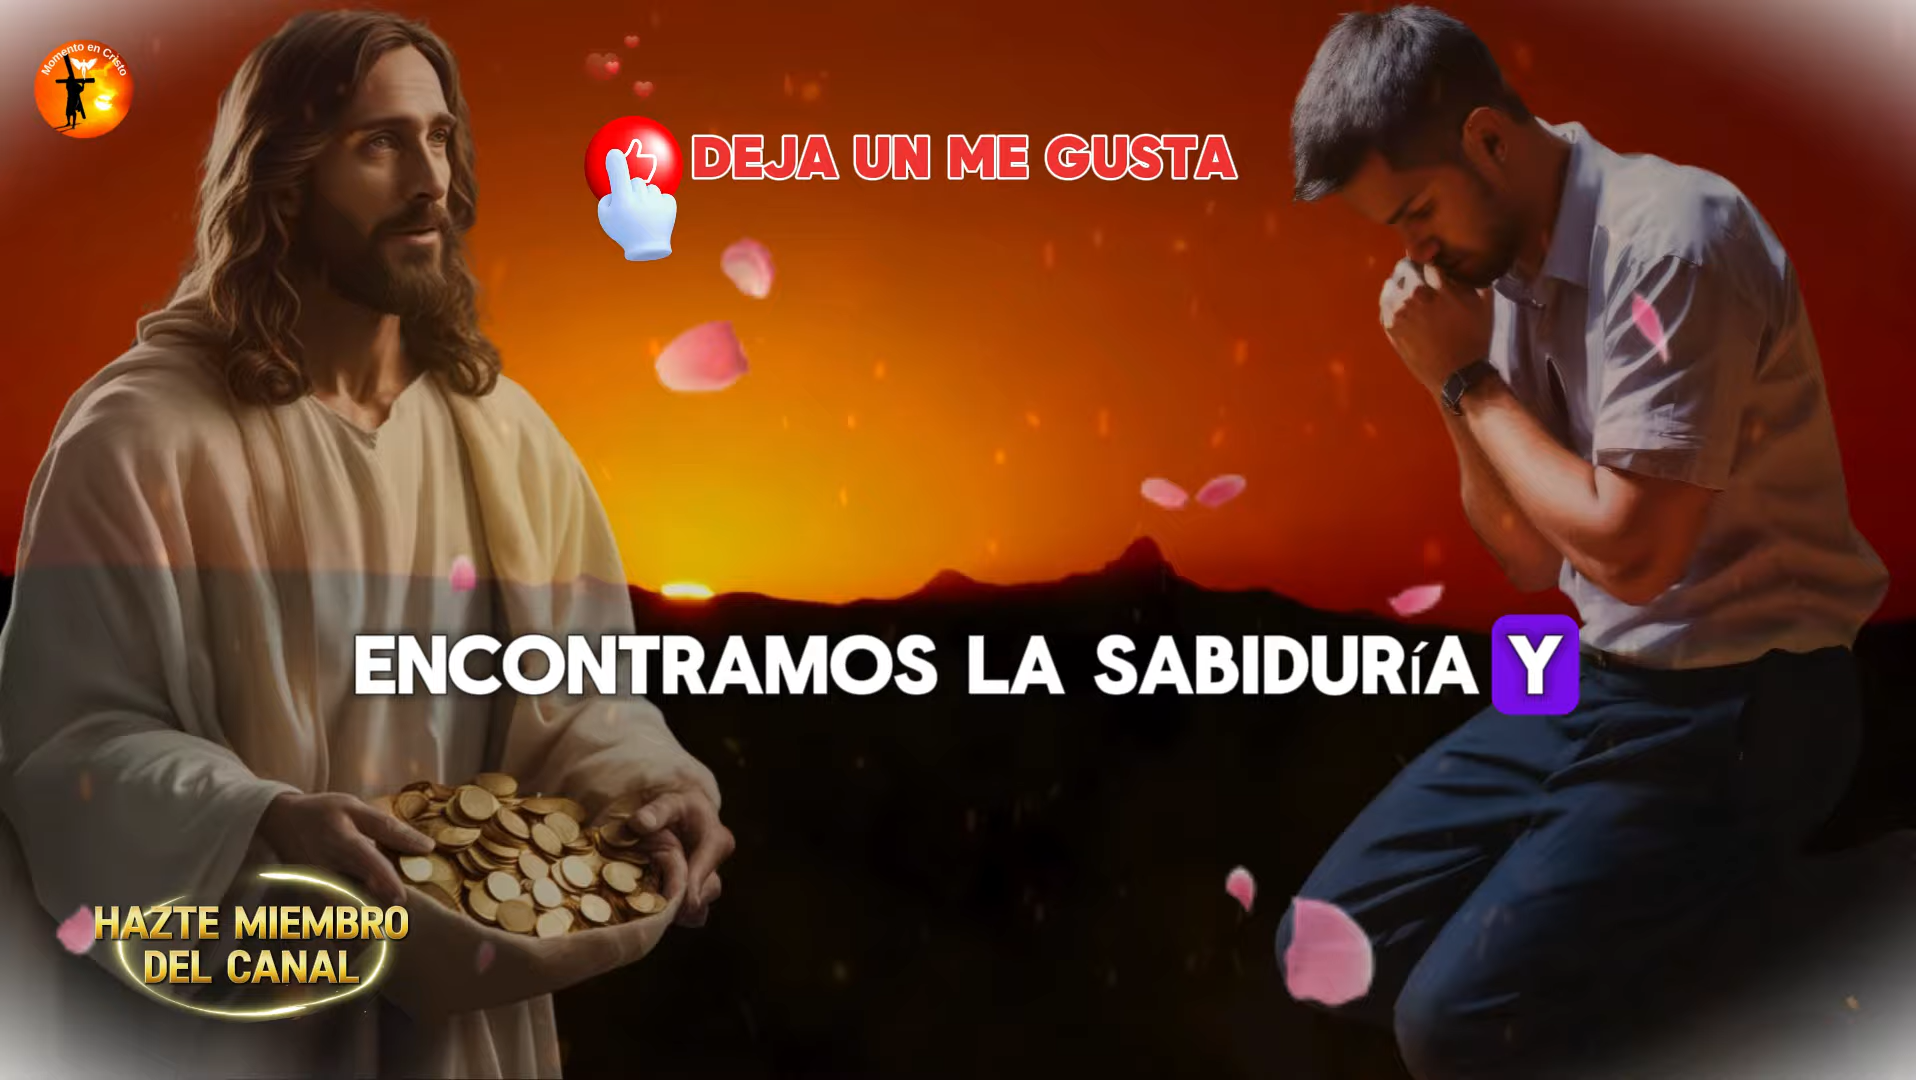 Momento en Cristo
DEJA UN ME GUSTA
ENCONTRAMOS LA SABIDURíA Y
HAZTE MIEMBRO
DEL CANAL